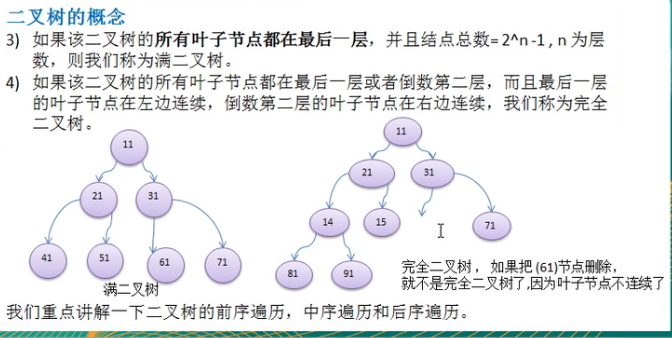 二叉树的概念
3) 如果该二叉树的所有叶子节点都在最后一层，并且结点总数= 2^n -1 , n 为层
数，则我们称为满二叉树。
4) 如果该二叉树的所有叶子节点都在最后一层或者倒数第二层，而且最后一层
的叶子节点在左边连续，倒数第二层的叶子节点在右边连续，我们称为完全
二叉树。
11
21
31
41
51
61
71
满二叉树
11
21
31
14
15
71
81
91
完全二叉树 ， 如果把 (61)节点删除，
就不是完全二叉树了,因为叶子节点不连续了
我们重点讲解一下二叉树的前序遍历，中序遍历和后序遍历。